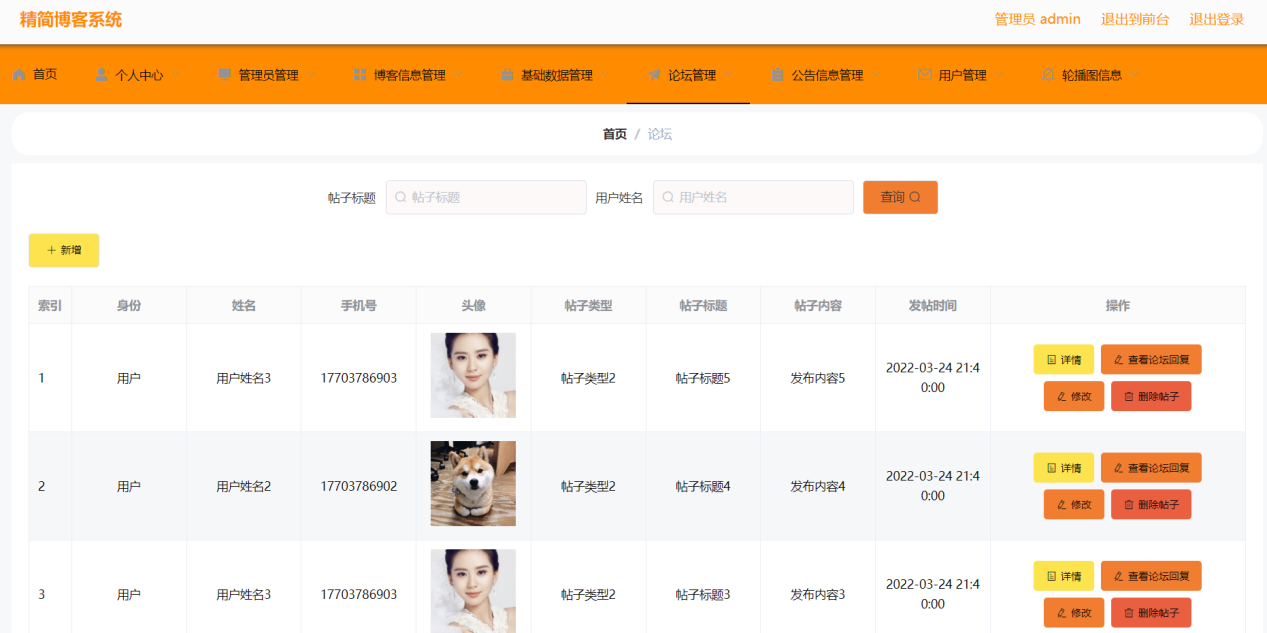 精简博客系统
管理员 admin 退出到前台 退出登录
首页 个人中心 管理员管理 博客信息管理 基础数据管理 论坛管理 公告信息管理 用户管理 轮播图信息
首页 / 论坛
帖子标题 帖子标题 用户姓名 用户姓名 查询
+ 新增
索引 身份 姓名 手机号 头像 帖子类型 帖子标题 帖子内容 发帖时间 操作
1 用户 用户姓名3 17703786903 帖子类型2 帖子标题5 发布内容5 2022-03-24 21:4
0:00
详情 查看论坛回复
修改 删除帖子
2 用户 用户姓名2 17703786902 帖子类型2 帖子标题4 发布内容4 2022-03-24 21:4
0:00
详情 查看论坛回复
修改 删除帖子
3 用户 用户姓名3 17703786903 帖子类型2 帖子标题3 发布内容3 2022-03-24 21:4
0:00
详情 查看论坛回复
修改 删除帖子